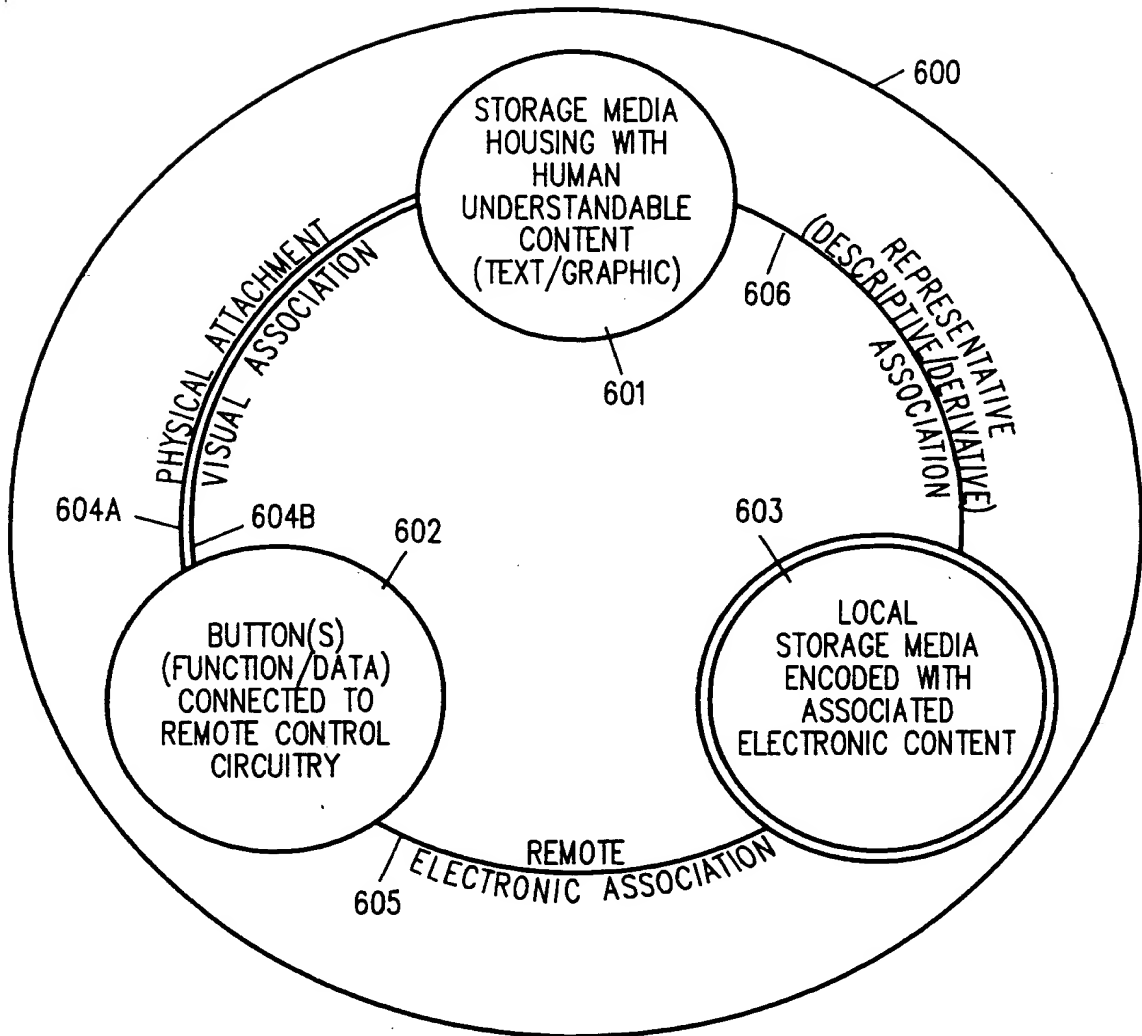 600
STORAGE MEDIA
HOUSING WITH
HUMAN
UNDERSTANDABLE
CONTENT
(TEXT/GRAPHIC)
601
606
REPRESENTATIVE
(DESCRIPTIVE/DERIVATIVE)
ASSOCIATION
PHYSICAL ATTACHMENT
VISUAL ASSOCIATION
604A
604B
602
603
BUTTON(S)
(FUNCTION/DATA)
CONNECTED TO
REMOTE CONTROL
CIRCUITRY
LOCAL
STORAGE MEDIA
ENCODED WITH
ASSOCIATED
ELECTRONIC CONTENT
605
REMOTE
ELECTRONIC ASSOCIATION